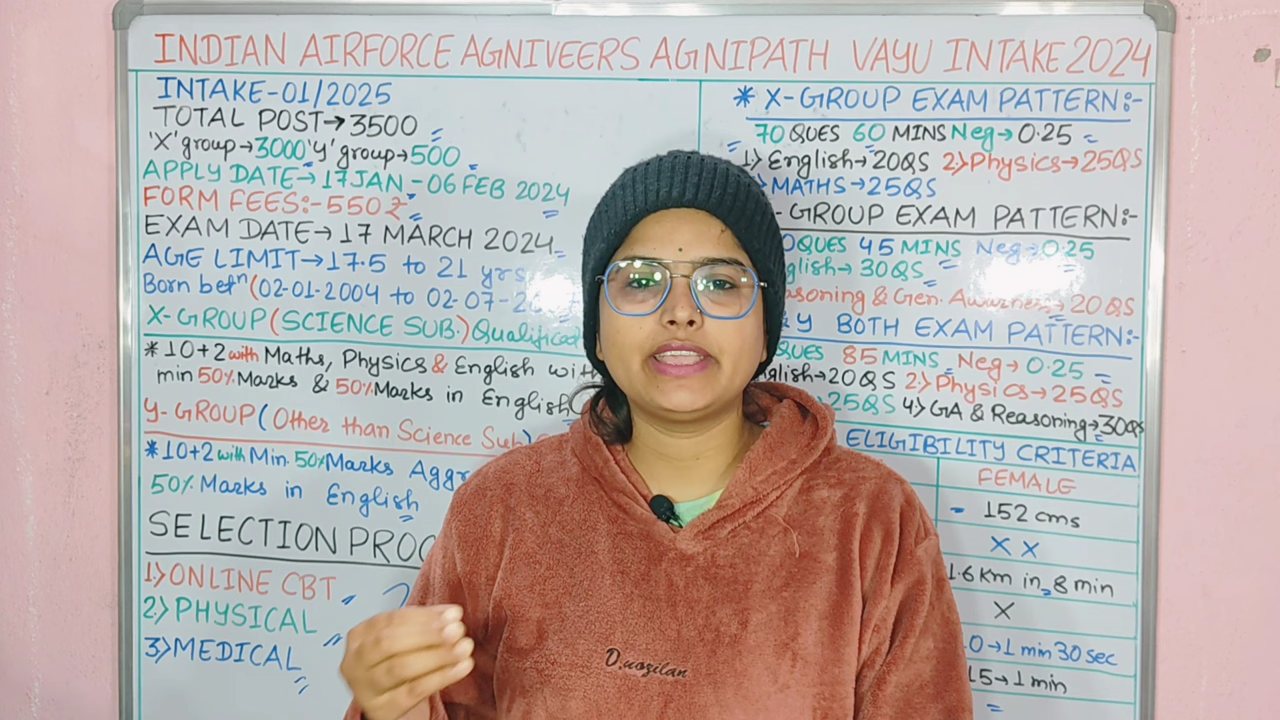 INDIAN AIRFORCE AGNIVEERS AGNIPATH VAYU INTAKE 2024
INTAKE-01/2025
TOTAL POST→3500
'X' group→3000 'Y' group→500
APPLY DATE→17 JAN - 06 FEB 2024
FORM FEES:-550₹
EXAM DATE→17 MARCH 2024
AGE LIMIT→17.5 to 21 yrs
Born betⁿ (02-01-2004 to 02-07-2
X-GROUP (SCIENCE SUB.) Qualificat
*10+2 with Maths, Physics & English with
min 50% Marks & 50% Marks in English
Y-GROUP (Other than Science Sub)
*10+2 with Min. 50% Marks Aggr
50% Marks in English
SELECTION PROC
1) ONLINE CBT
2) PHYSICAL
3) MEDICAL
* X-GROUP EXAM PATTERN:-
70 QUES 60 MINS Neg→0.25
1) English→20QS 2) Physics→25QS
MATHS→25QS
-GROUP EXAM PATTERN:-
QUES 45 MINS Neg→0.25
glish→30QS
asoning & Gen. Awarness→20QS
&Y BOTH EXAM PATTERN:-
QUES 85 MINS Neg→0.25
glish→20QS 2) Physics→25QS
→25QS 4) GA & Reasoning→30QS
ELIGIBILITY CRITERIA
FEMALE
- 152 cms
X X
1.6 Km in 8 min
X
10→1 min 30 sec
15→1 min
D.uozilan